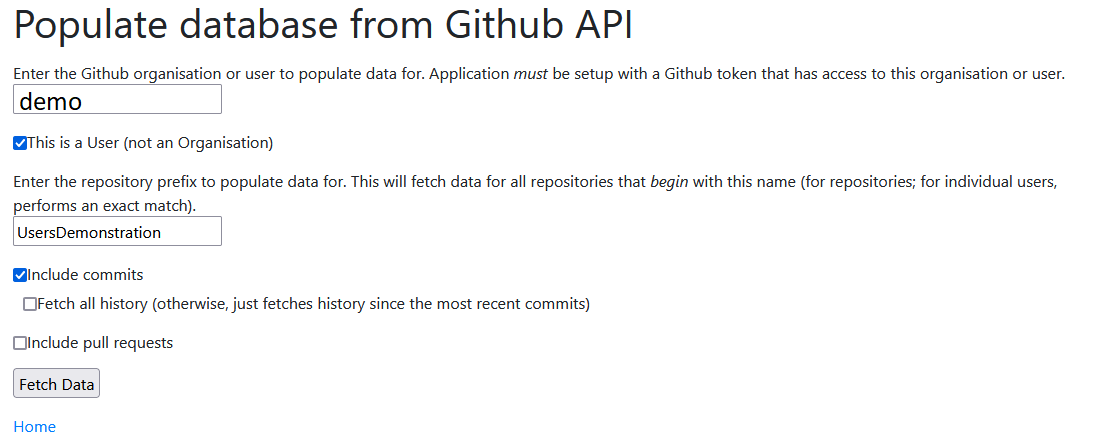 Populate database from Github API
Enter the Github organisation or user to populate data for. Application must be setup with a Github token that has access to this organisation or user.
demo
This is a User (not an Organisation)
Enter the repository prefix to populate data for. This will fetch data for all repositories that begin with this name (for repositories; for individual users,
performs an exact match).
UsersDemonstration
Include commits
Fetch all history (otherwise, just fetches history since the most recent commits)
Include pull requests
Fetch Data
Home